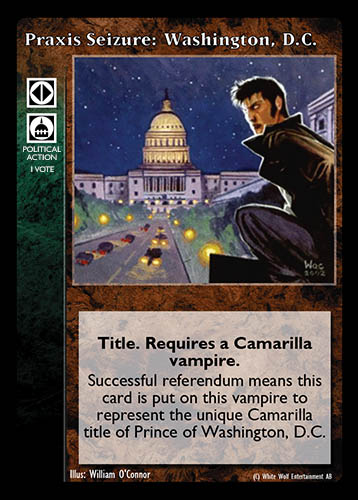 Praxis Seizure: Washington, D.C.
POLITICAL
ACTION
1 VOTE
WOC
2002
Title. Requires a Camarilla
vampire.
Successful referendum means this
card is put on this vampire to
represent the unique Camarilla
title of Prince of Washington, D.C.
Illus: William O'Connor
(C) White Wolf Entertainment AB